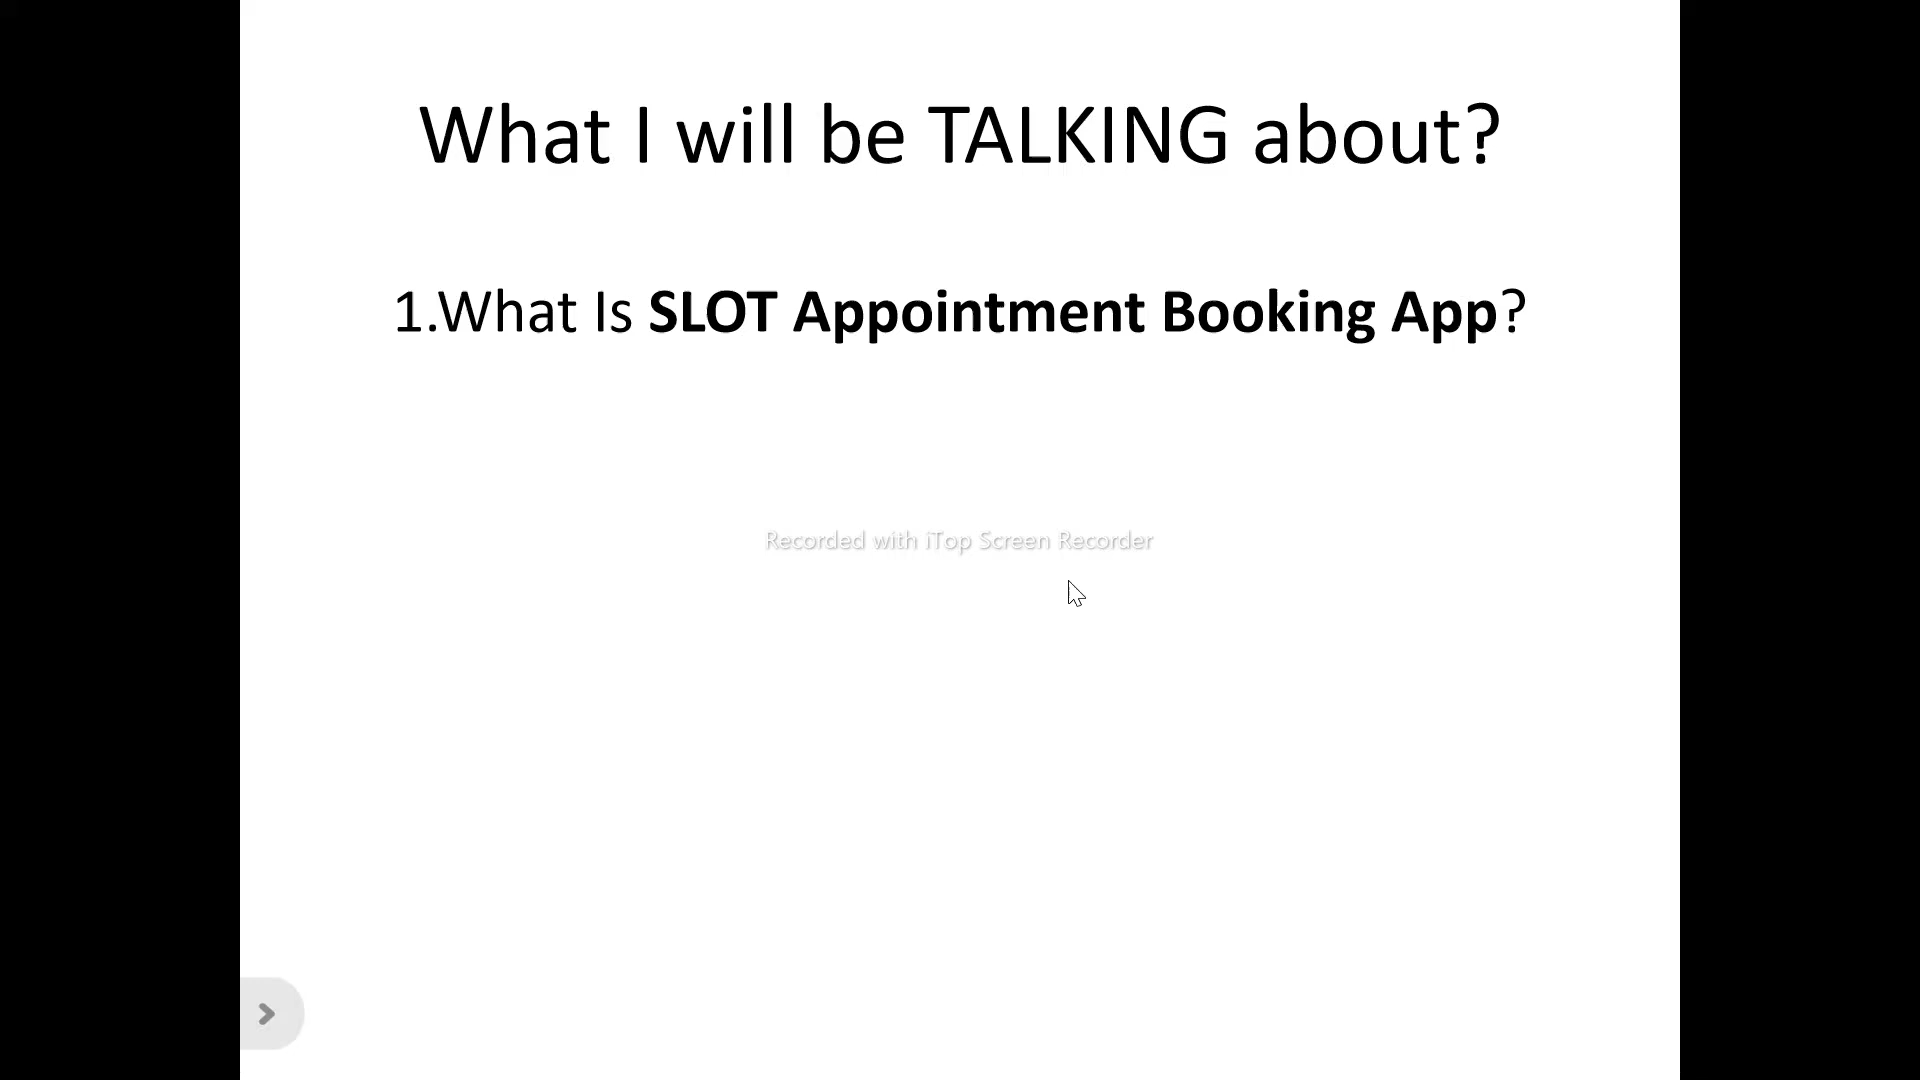 What I will be TALKING about?
1.What Is SLOT Appointment Booking App?
Recorded with iTop Screen Recorder